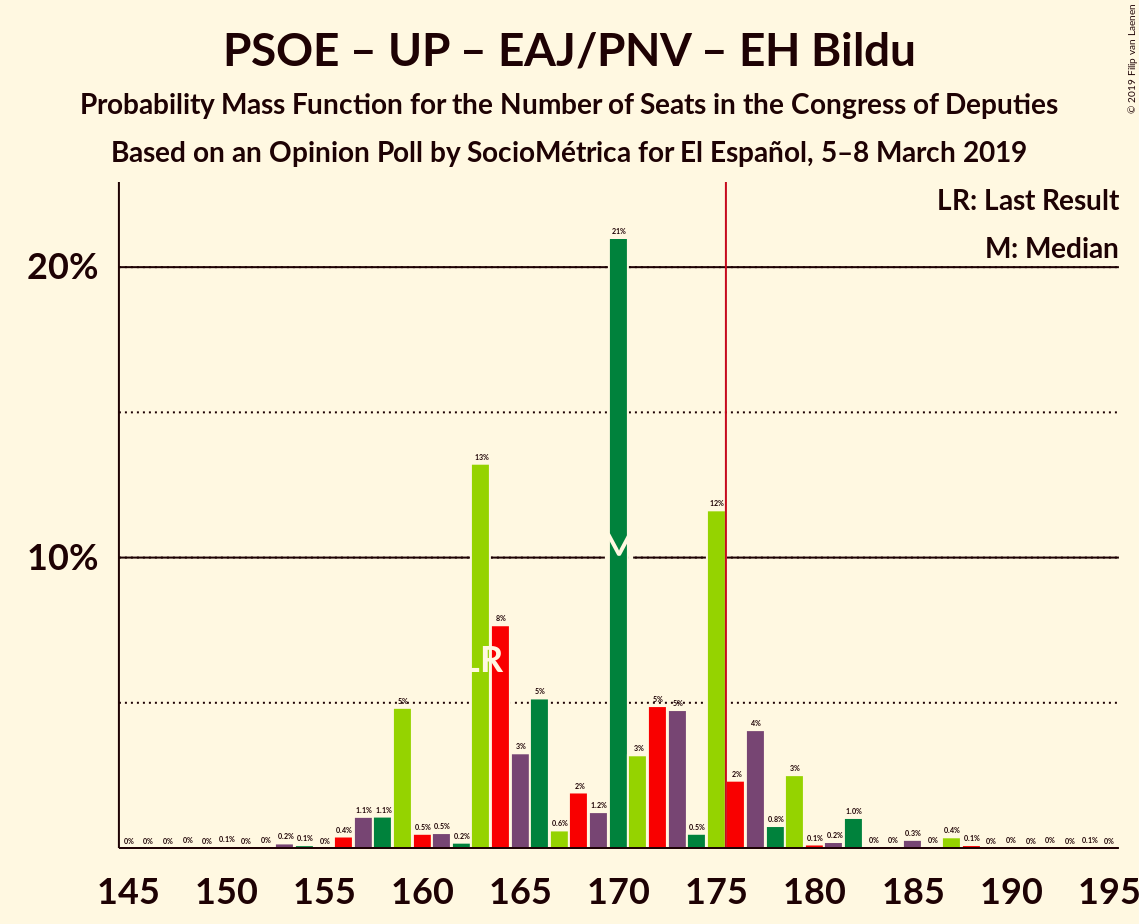 PSOE – UP – EAJ/PNV – EH Bildu
Probability Mass Function for the Number of Seats in the Congress of Deputies
Based on an Opinion Poll by SocioMétrica for El Español, 5–8 March 2019
© 2019 Filip van Laenen
LR: Last Result
M: Median
20%
10%
0% 0% 0% 0% 0% 0.1% 0% 0% 0.2% 0.1% 0% 0.4% 1.1% 1.1% 5% 0.5% 0.5% 0.2% 13% 8% 3% 5% 0.6% 2% 1.2% 21% 3% 5% 5% 0.5% 12% 2% 4% 0.8% 3% 0.1% 0.2% 1.0% 0% 0% 0.3% 0% 0.4% 0.1% 0% 0% 0% 0% 0% 0.1% 0%
LR
M
145 150 155 160 165 170 175 180 185 190 195